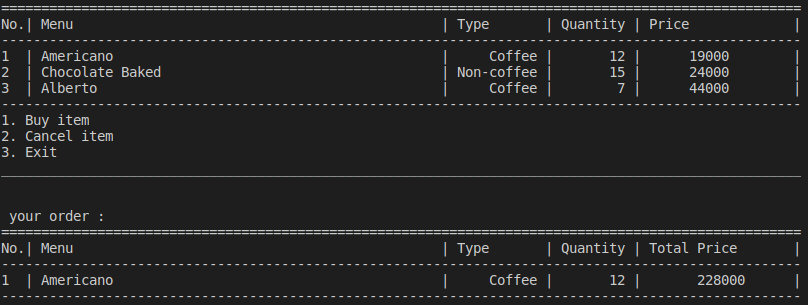 ====================================================================================================
No.| Menu                                              | Type       | Quantity | Price             |
----------------------------------------------------------------------------------------------------
1  | Americano                                         |     Coffee |       12 |      19000        |
2  | Chocolate Baked                                   | Non-coffee |       15 |      24000        |
3  | Alberto                                           |     Coffee |        7 |      44000        |
----------------------------------------------------------------------------------------------------
1. Buy item
2. Cancel item
3. Exit
____________________________________________________________________________________________________
 your order :
====================================================================================================
No.| Menu                                              | Type       | Quantity | Total Price       |
----------------------------------------------------------------------------------------------------
1  | Americano                                         |     Coffee |       12 |       228000      |
----------------------------------------------------------------------------------------------------